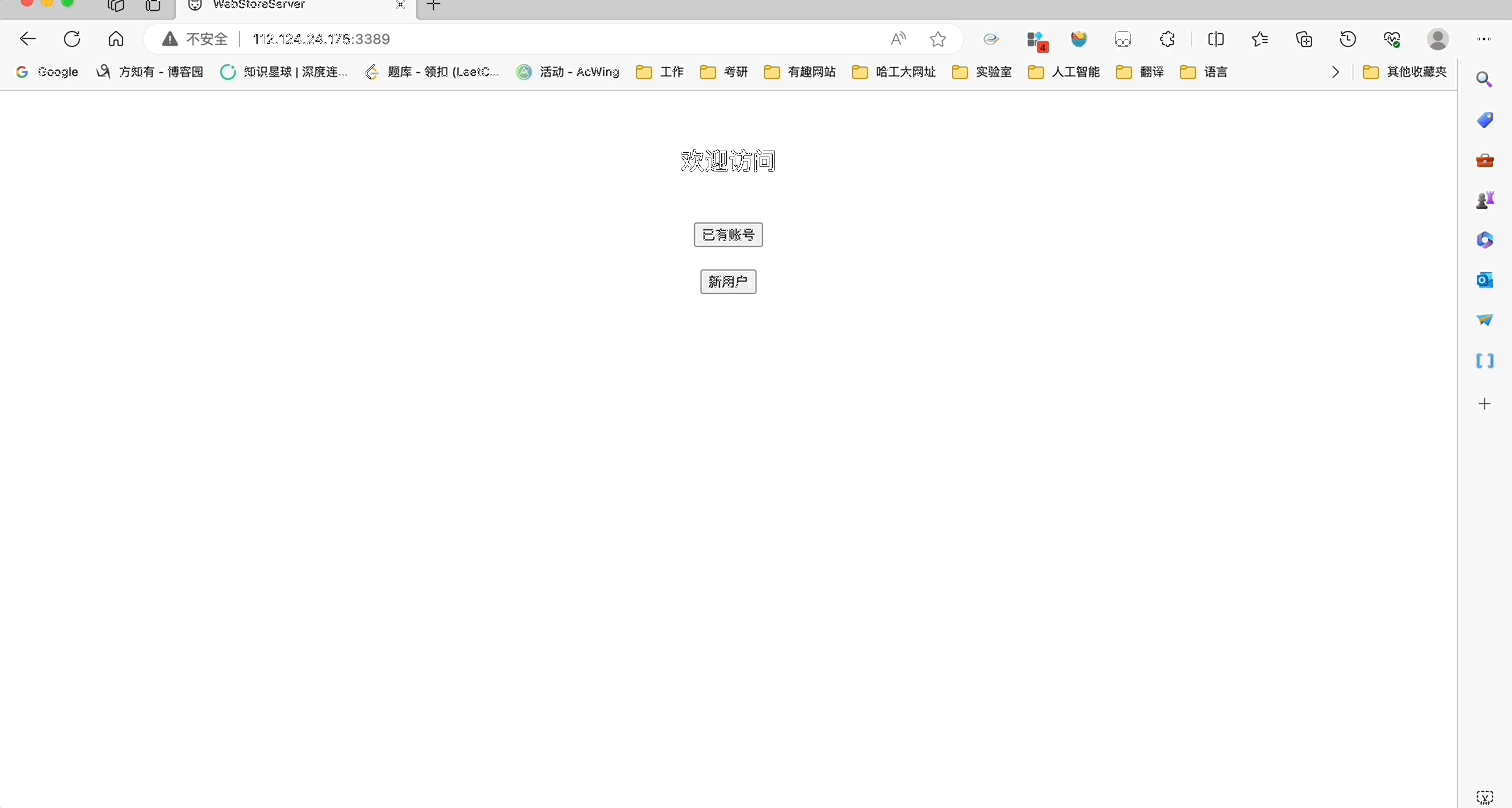 WebStoreServer
不安全 112.124.24.176:3389
4
Google 方知有 - 博客园 知识星球 | 深度连... 题库 - 领扣 (LeetC... 活动 - AcWing 工作 考研 有趣网站 哈工大网址 实验室 人工智能 翻译 语言 其他收藏夹
欢迎访问
已有账号
新用户